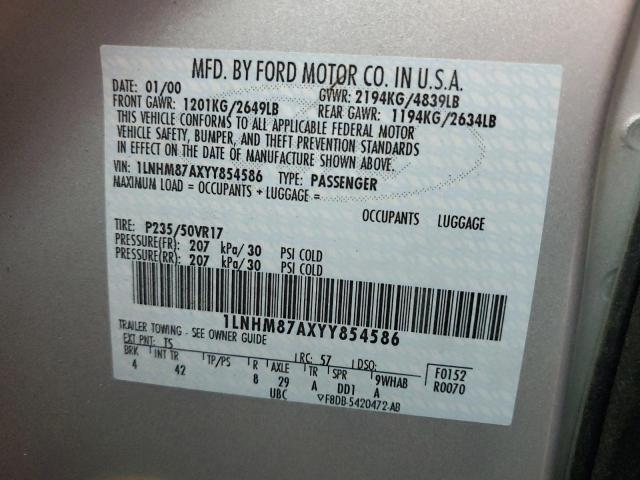 MFD. BY FORD MOTOR CO. IN U.S.A.
DATE: 01/00 GVWR: 2194KG/4839LB
FRONT GAWR: 1201KG/2649LB REAR GAWR: 1194KG/2634LB
THIS VEHICLE CONFORMS TO ALL APPLICABLE FEDERAL MOTOR
VEHICLE SAFETY, BUMPER, AND THEFT PREVENTION STANDARDS
IN EFFECT ON THE DATE OF MANUFACTURE SHOWN ABOVE.
VIN: 1LNHM87AXYY854586 TYPE: PASSENGER
MAXIMUM LOAD = OCCUPANTS + LUGGAGE =
OCCUPANTS LUGGAGE
TIRE: P235/50VR17
PRESSURE(FR): 207 kPa/30 PSI COLD
PRESSURE(RR): 207 kPa/30 PSI COLD
1LNHM87AXYY854586
TRAILER TOWING - SEE OWNER GUIDE
EXT PNT: TS RC: 57 DSO: F0152
BRK INT TR TP/PS R AXLE TR SPR 9WHAB R0070
4 42 8 29 A DD1 A
UBC ▽F8DB-5420472-AB